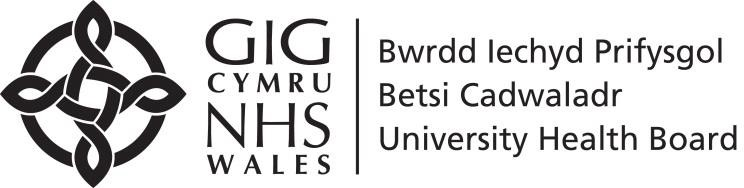 GIG
CYMRU
NHS
WALES
Bwrdd Iechyd Prifysgol
Betsi Cadwaladr
University Health Board